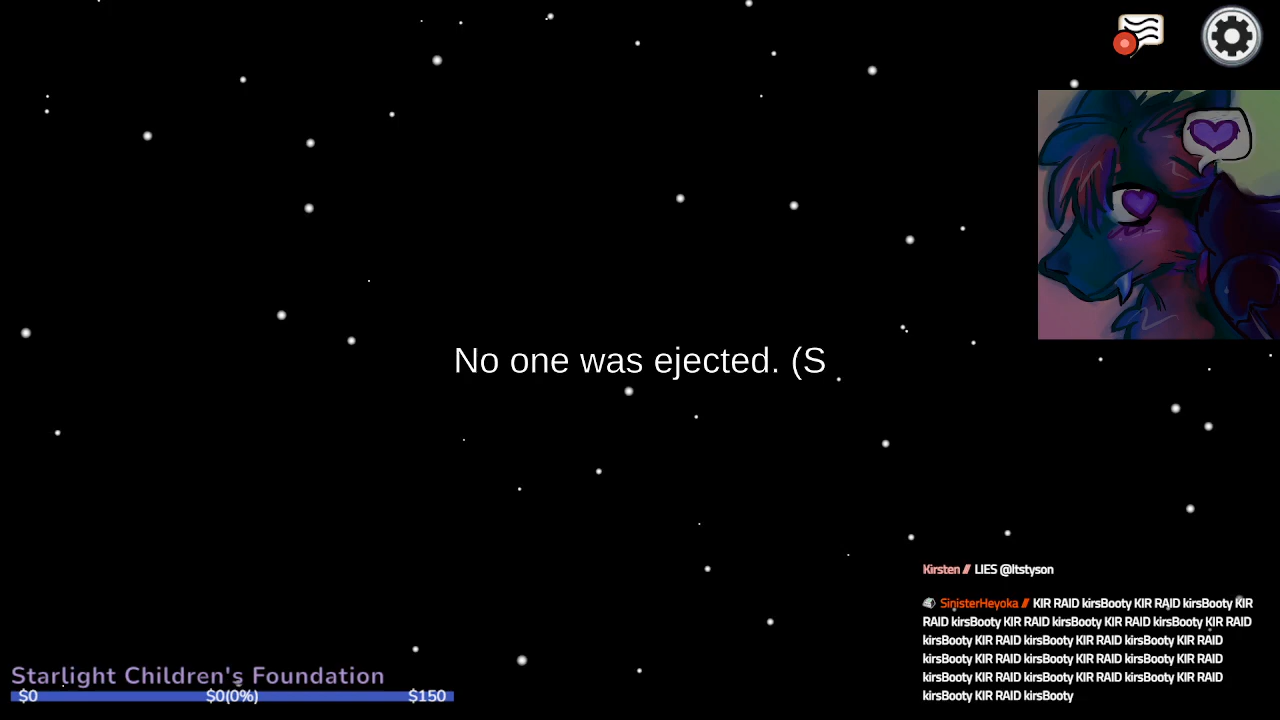 No one was ejected. (S
Kirsten // LIES @Itstyson
SinisterHeyoka // KIR RAID kirsBooty KIR RAID kirsBooty KIR
RAID kirsBooty KIR RAID kirsBooty KIR RAID kirsBooty KIR RAID
kirsBooty KIR RAID kirsBooty KIR RAID kirsBooty KIR RAID
kirsBooty KIR RAID kirsBooty KIR RAID kirsBooty KIR RAID
kirsBooty KIR RAID kirsBooty KIR RAID kirsBooty KIR RAID
kirsBooty KIR RAID kirsBooty
Starlight Children's Foundation
$0 $0(0%) $150